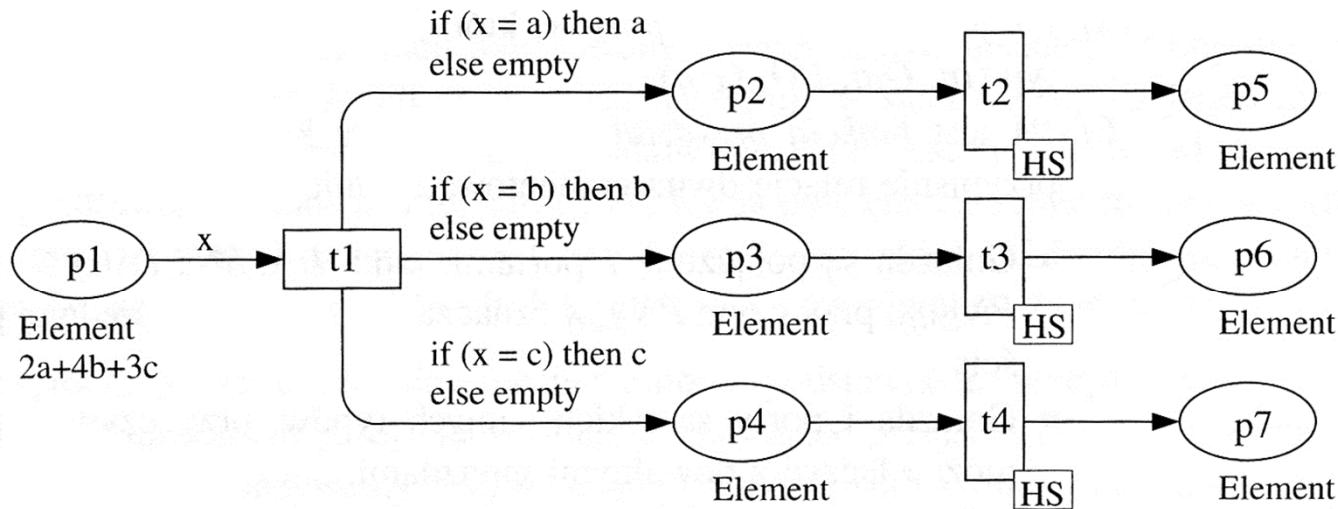 if (x = a) then a
else empty
p2
t2
HS
p5
Element
Element
if (x = b) then b
else empty
p1
x
t1
p3
t3
HS
p6
Element
2a+4b+3c
Element
Element
if (x = c) then c
else empty
p4
t4
HS
p7
Element
Element